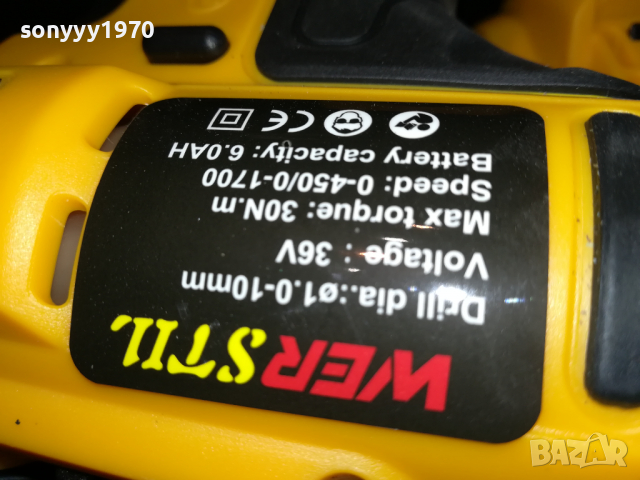 sonyyy1970
WERSTIL
Drill dia.:ø1.0-10mm
Voltage : 36V
Max torque: 30N.m
Speed: 0-450/0-1700
Battery capacity: 6.0AH
CE
BAZAR